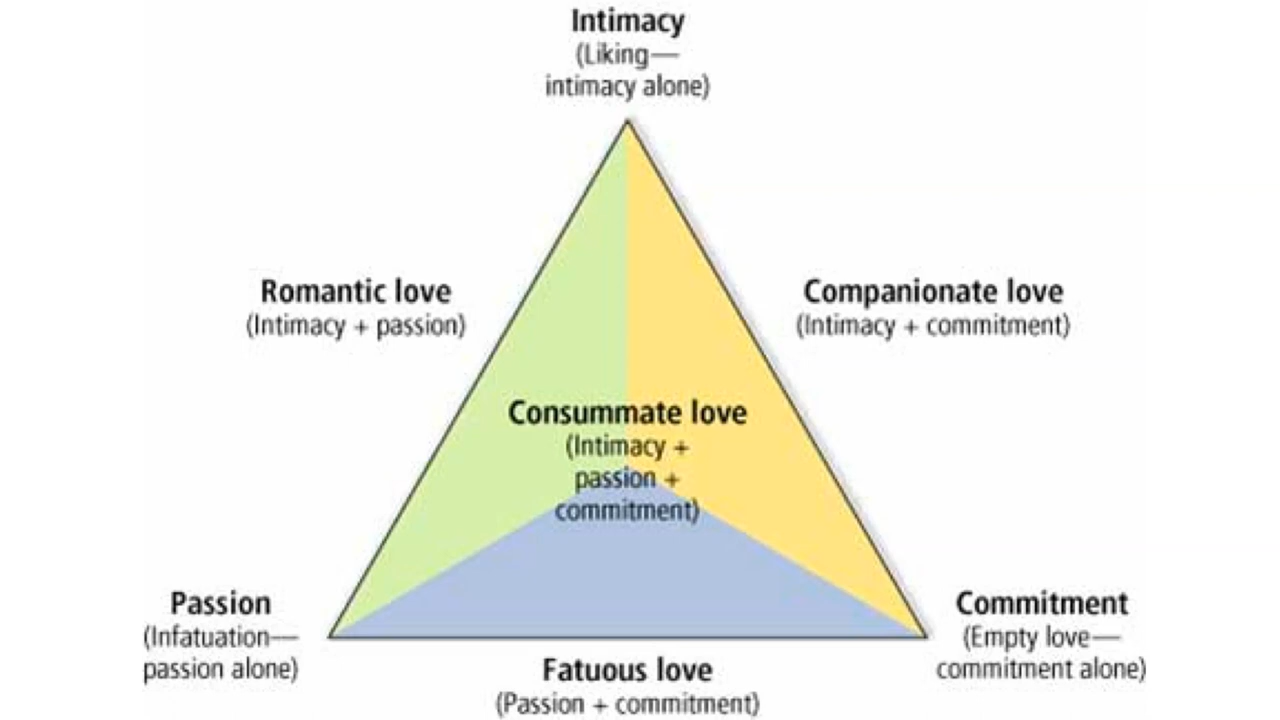 Intimacy
(Liking—
intimacy alone)
Romantic love
(Intimacy + passion)
Companionate love
(Intimacy + commitment)
Consummate love
(Intimacy +
passion +
commitment)
Passion
(Infatuation—
passion alone)
Commitment
(Empty love—
commitment alone)
Fatuous love
(Passion + commitment)